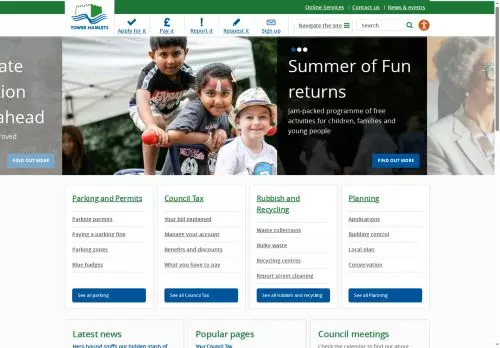 Online Services | Contact us | News & events
TOWER HAMLETS
Apply for it
Pay it
Report it
Request it
Sign up
Navigate the site
Search
ate
tion
ahead
roved
FIND OUT MORE
Summer of Fun
returns
Jam-packed programme of free
activities for children, families and
young people
FIND OUT MORE
Parking and Permits
Parking permits
Paying a parking fine
Parking zones
Blue badges
See all parking
Council Tax
Your bill explained
Manage your account
Benefits and discounts
What you have to pay
See all Council Tax
Rubbish and
Recycling
Waste collections
Bulky waste
Recycling centres
Report street cleaning
See all rubbish and recycling
Planning
Applications
Building control
Local plan
Conservation
See all Planning
Latest news
Hero hound sniffs out hidden stash of
Popular pages
Your Council Tax
Council meetings
Check the calendar to find out about